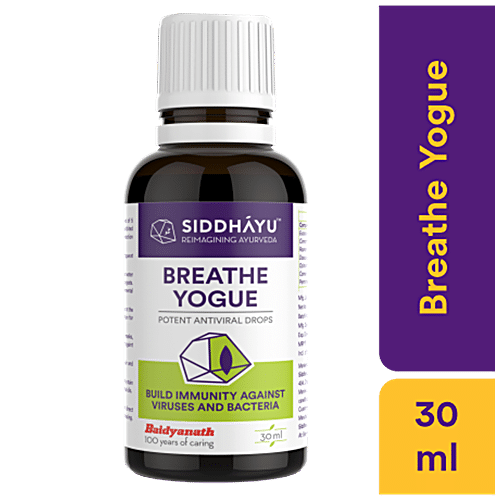 SIDDHĀYU™
REIMAGINING AYURVEDA
BREATHE
YOGUE
POTENT ANTIVIRAL DROPS
BUILD IMMUNITY AGAINST
VIRUSES AND BACTERIA
Baidyanath
100 years of caring
30 ml
Breathe Yogue
30
ml